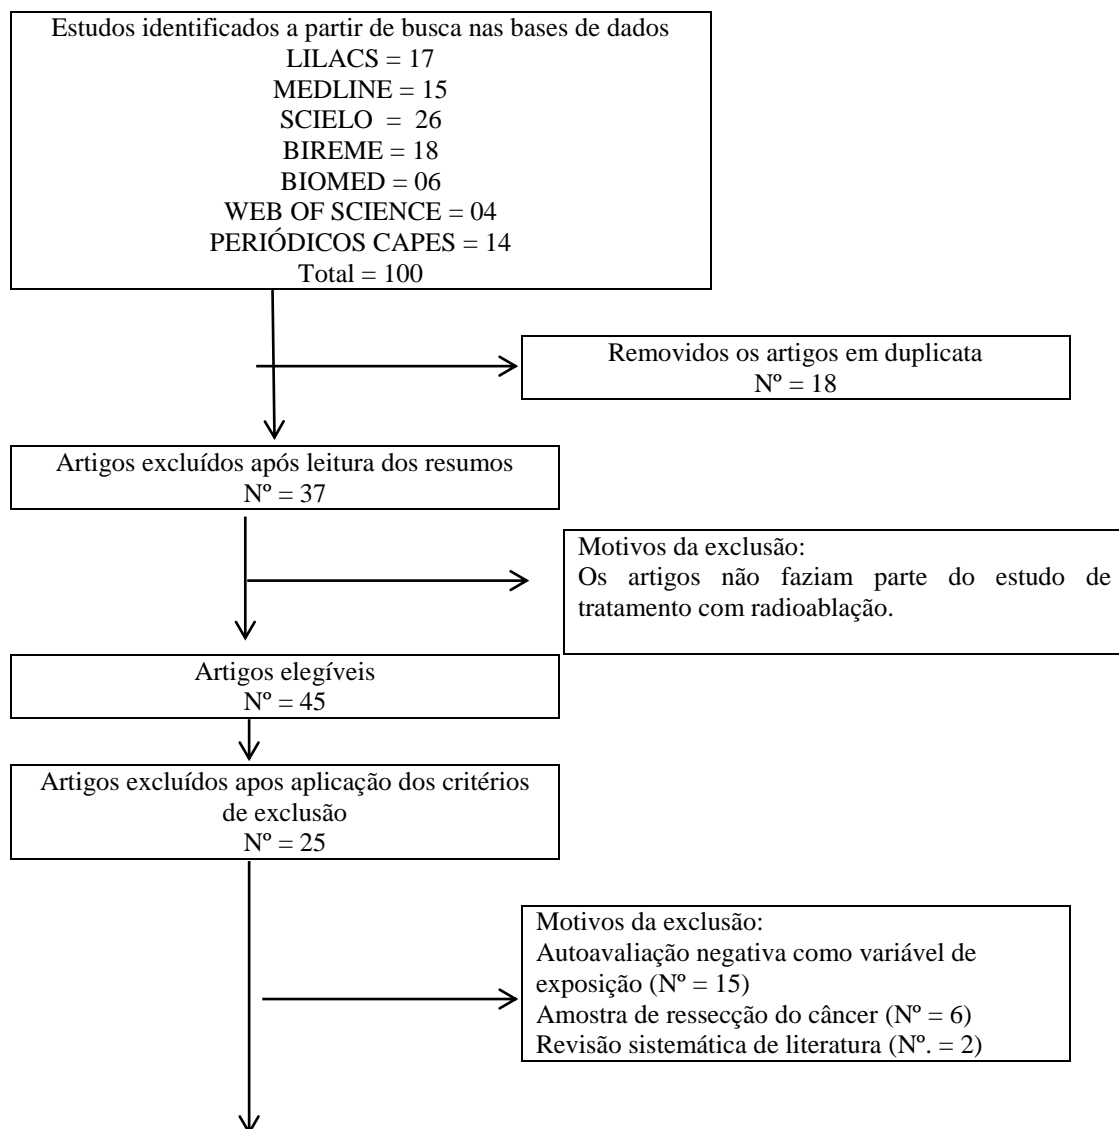 Estudos identificados a partir de busca nas bases de dados
LILACS = 17
MEDLINE = 15
SCIELO = 26
BIREME = 18
BIOMED = 06
WEB OF SCIENCE = 04
PERIÓDICOS CAPES = 14
Total = 100
Removidos os artigos em duplicata
Nº = 18
Artigos excluídos após leitura dos resumos
Nº = 37
Motivos da exclusão:
Os artigos não faziam parte do estudo de
tratamento com radioablação.
Artigos elegíveis
Nº = 45
Artigos excluídos apos aplicação dos critérios
de exclusão
Nº = 25
Motivos da exclusão:
Autoavaliação negativa como variável de
exposição (Nº = 15)
Amostra de ressecção do câncer (Nº = 6)
Revisão sistemática de literatura (Nº. = 2)